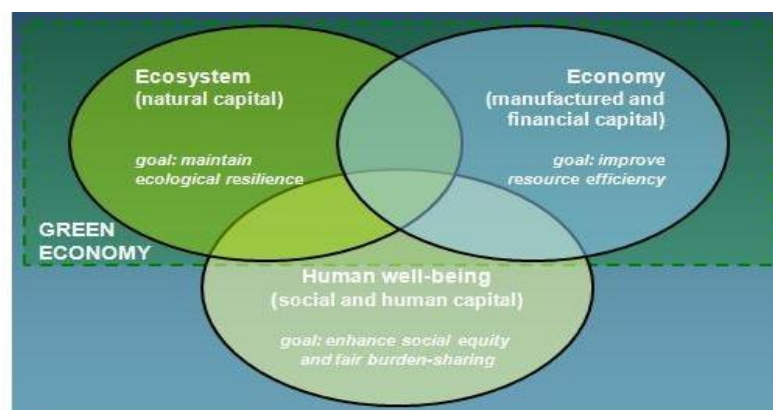 Ecosystem
(natural capital)
goal: maintain
ecological resilience
Economy
(manufactured and
financial capital)
goal: improve
resource efficiency
GREEN
ECONOMY
Human well-being
(social and human capital)
goal: enhance social equity
and fair burden-sharing